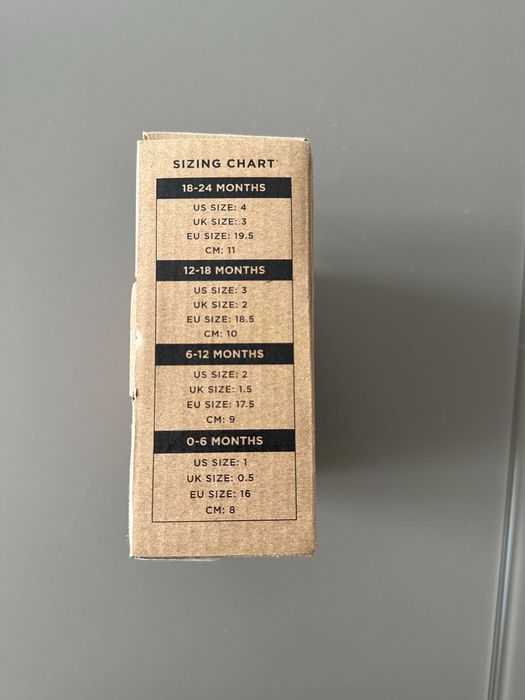 SIZING CHART
18-24 MONTHS
US SIZE: 4
UK SIZE: 3
EU SIZE: 19.5
CM: 11
12-18 MONTHS
US SIZE: 3
UK SIZE: 2
EU SIZE: 18.5
CM: 10
6-12 MONTHS
US SIZE: 2
UK SIZE: 1.5
EU SIZE: 17.5
CM: 9
0-6 MONTHS
US SIZE: 1
UK SIZE: 0.5
EU SIZE: 16
CM: 8